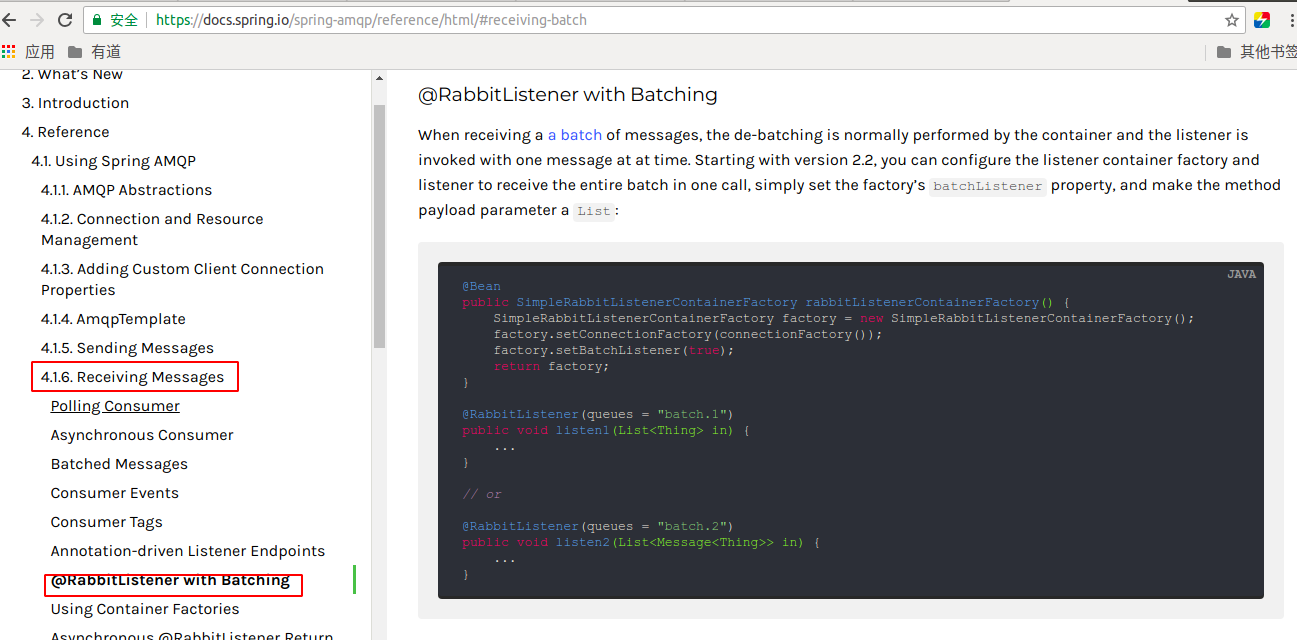 安全
https://docs.spring.io/spring-amqp/reference/html/#receiving-batch
应用
有道
其他书签
2. What's New
3. Introduction
4. Reference
4.1. Using Spring AMQP
4.1.1. AMQP Abstractions
4.1.2. Connection and Resource
Management
4.1.3. Adding Custom Client Connection
Properties
4.1.4. AmqpTemplate
4.1.5. Sending Messages
4.1.6. Receiving Messages
Polling Consumer
Asynchronous Consumer
Batched Messages
Consumer Events
Consumer Tags
Annotation-driven Listener Endpoints
@RabbitListener with Batching
Using Container Factories
Asynchronous @RabbitListener Return
@RabbitListener with Batching
When receiving a a batch of messages, the de-batching is normally performed by the container and the listener is
invoked with one message at at time. Starting with version 2.2, you can configure the listener container factory and
listener to receive the entire batch in one call, simply set the factory's batchListener property, and make the method
payload parameter a List:
JAVA
@Bean
public SimpleRabbitListenerContainerFactory rabbitListenerContainerFactory() {
SimpleRabbitListenerContainerFactory factory = new SimpleRabbitListenerContainerFactory();
factory.setConnectionFactory(connectionFactory());
factory.setBatchListener(true);
return factory;
}
@RabbitListener(queues = "batch.1")
public void listen1(List<Thing> in) {
...
}
// or
@RabbitListener(queues = "batch.2")
public void listen2(List<Message<Thing>> in) {
...
}